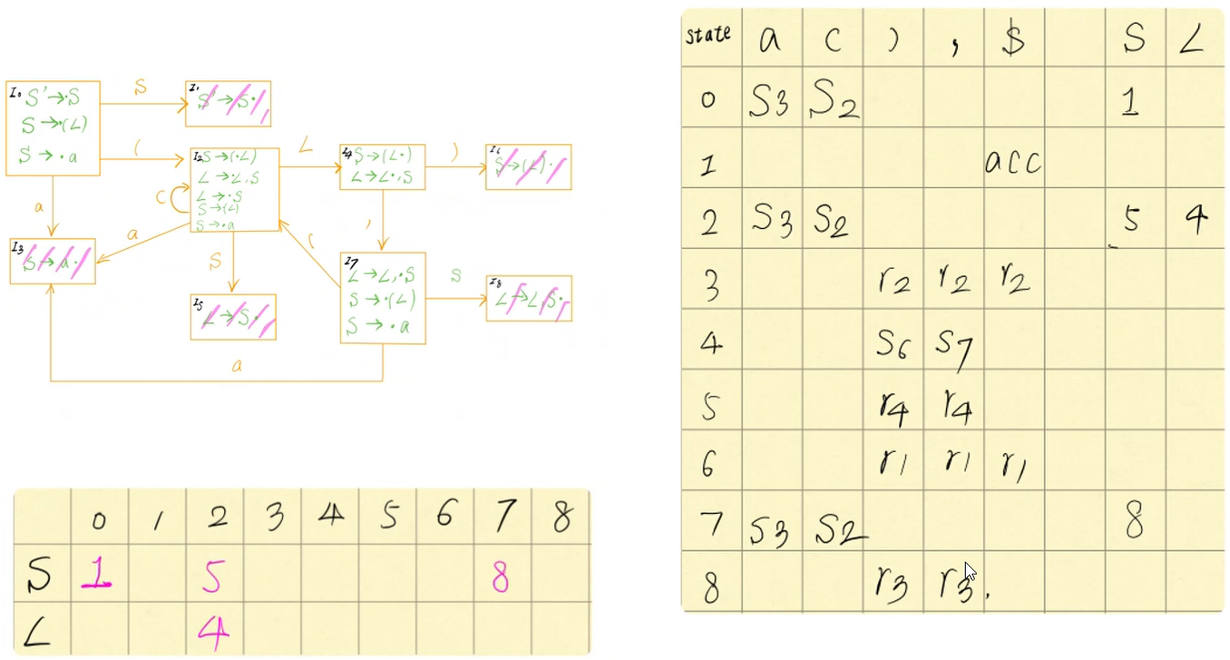 I0 S'→·S
S→·(L)
S→·a
S
I1
S'→S·
(
I2 S→(·L)
L→·L,S
L→·S
S→·(L)
S→·a
(
L
I4 S→(L·)
L→L·,S
)
I6
S→(L)·
a
a
I3
S→a·
S
I5
L→S·
(
,
I7
L→L,·S
S→·(L)
S→·a
S
I8
L→L,S·
a
0 1 2 3 4 5 6 7 8
S 1 5 8
L 4
state a ( ) , $ S L
0 S3 S2 1
1 acc
2 S3 S2 5 4
3 r2 r2 r2
4 S6 S7
5 r4 r4
6 r1 r1 r1
7 S3 S2 8
8 r3 r3.